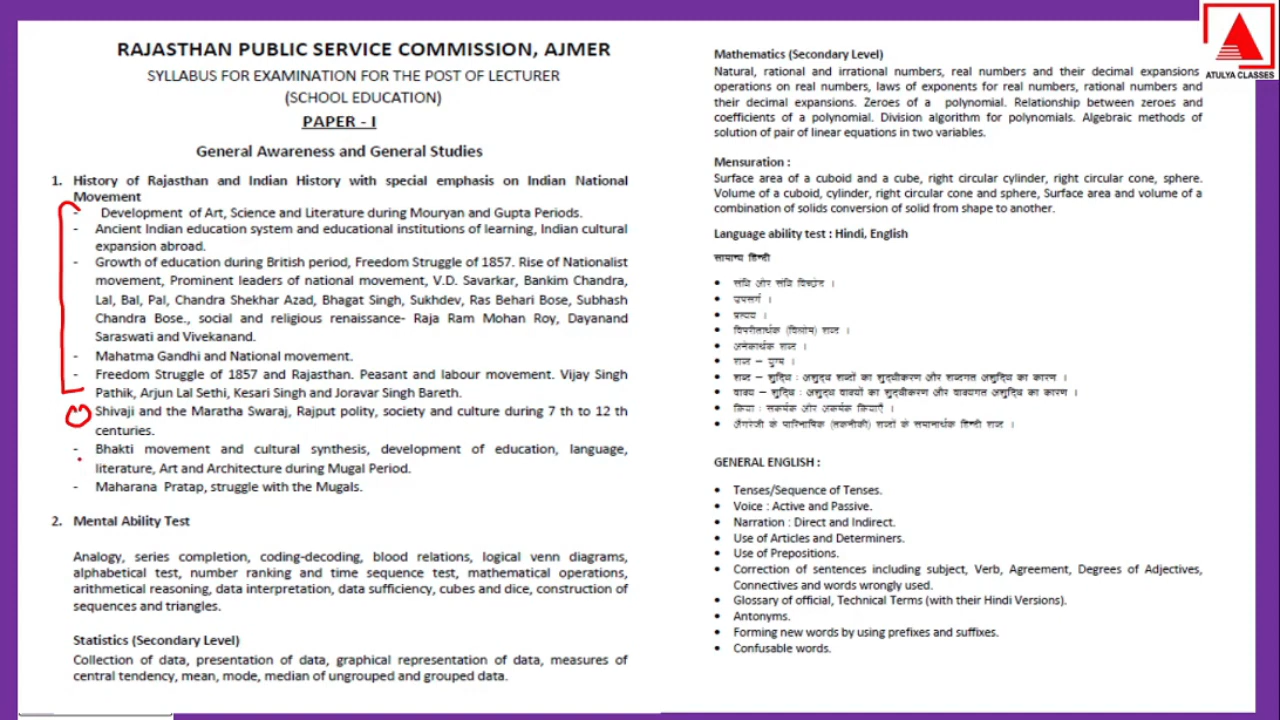 RAJASTHAN PUBLIC SERVICE COMMISSION, AJMER
SYLLABUS FOR EXAMINATION FOR THE POST OF LECTURER
(SCHOOL EDUCATION)
PAPER - I
General Awareness and General Studies
1. History of Rajasthan and Indian History with special emphasis on Indian National
Movement
- Development of Art, Science and Literature during Mouryan and Gupta Periods.
- Ancient Indian education system and educational institutions of learning, Indian cultural
expansion abroad.
- Growth of education during British period, Freedom Struggle of 1857. Rise of Nationalist
movement, Prominent leaders of national movement, V.D. Savarkar, Bankim Chandra,
Lal, Bal, Pal, Chandra Shekhar Azad, Bhagat Singh, Sukhdev, Ras Behari Bose, Subhash
Chandra Bose., social and religious renaissance- Raja Ram Mohan Roy, Dayanand
Saraswati and Vivekanand.
- Mahatma Gandhi and National movement.
- Freedom Struggle of 1857 and Rajasthan. Peasant and labour movement. Vijay Singh
Pathik, Arjun Lal Sethi, Kesari Singh and Joravar Singh Bareth.
Shivaji and the Maratha Swaraj, Rajput polity, society and culture during 7 th to 12 th
centuries.
- Bhakti movement and cultural synthesis, development of education, language,
literature, Art and Architecture during Mugal Period.
- Maharana Pratap, struggle with the Mugals.
2. Mental Ability Test
Analogy, series completion, coding-decoding, blood relations, logical venn diagrams,
alphabetical test, number ranking and time sequence test, mathematical operations,
arithmetical reasoning, data interpretation, data sufficiency, cubes and dice, construction of
sequences and triangles.
Statistics (Secondary Level)
Collection of data, presentation of data, graphical representation of data, measures of
central tendency, mean, mode, median of ungrouped and grouped data.
Mathematics (Secondary Level)
Natural, rational and irrational numbers, real numbers and their decimal expansions
operations on real numbers, laws of exponents for real numbers, rational numbers and
their decimal expansions. Zeroes of a polynomial. Relationship between zeroes and
coefficients of a polynomial. Division algorithm for polynomials. Algebraic methods of
solution of pair of linear equations in two variables.
Mensuration :
Surface area of a cuboid and a cube, right circular cylinder, right circular cone, sphere.
Volume of a cuboid, cylinder, right circular cone and sphere, Surface area and volume of a
combination of solids conversion of solid from shape to another.
Language ability test : Hindi, English
सामान्य हिन्दी
• संधि और संधि विच्छेद ।
• उपसर्ग ।
• प्रत्यय ।
• विपरीतार्थक (विलोम) शब्द ।
• अनेकार्थक शब्द ।
• शब्द – युग्म ।
• शब्द – शुद्धि : अशुद्ध शब्दों का शुद्धीकरण और शब्दगत अशुद्धि का कारण ।
• वाक्य – शुद्धि : अशुद्ध वाक्यों का शुद्धीकरण और वाक्यगत अशुद्धि का कारण ।
• क्रिया : सकर्मक और अकर्मक क्रियाएँ ।
• अँगरेजी के पारिभाषिक (तकनीकी) शब्दों के समानार्थक हिन्दी शब्द ।
GENERAL ENGLISH :
• Tenses/Sequence of Tenses.
• Voice : Active and Passive.
• Narration : Direct and Indirect.
• Use of Articles and Determiners.
• Use of Prepositions.
• Correction of sentences including subject, Verb, Agreement, Degrees of Adjectives,
Connectives and words wrongly used.
• Glossary of official, Technical Terms (with their Hindi Versions).
• Antonyms.
• Forming new words by using prefixes and suffixes.
• Confusable words.
ATULYA CLASSES